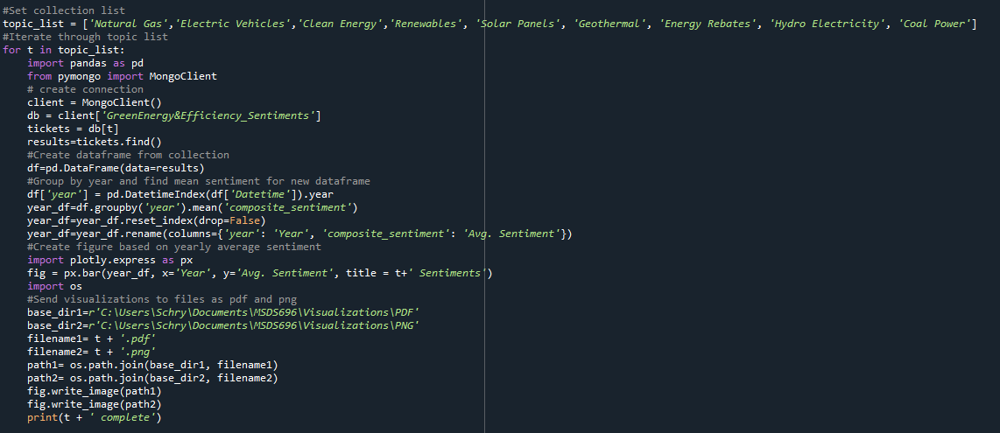 #Set collection list
topic_list = ['Natural Gas','Electric Vehicles','Clean Energy','Renewables', 'Solar Panels', 'Geothermal', 'Energy Rebates', 'Hydro Electricity', 'Coal Power']
#Iterate through topic list
for t in topic_list:
    import pandas as pd
    from pymongo import MongoClient
    # create connection
    client = MongoClient()
    db = client['GreenEnergy&Efficiency_Sentiments']
    tickets = db[t]
    results=tickets.find()
    #Create dataframe from collection
    df=pd.DataFrame(data=results)
    #Group by year and find mean sentiment for new dataframe
    df['year'] = pd.DatetimeIndex(df['Datetime']).year
    year_df=df.groupby('year').mean('composite_sentiment')
    year_df=year_df.reset_index(drop=False)
    year_df=year_df.rename(columns={'year': 'Year', 'composite_sentiment': 'Avg. Sentiment'})
    #Create figure based on yearly average sentiment
    import plotly.express as px
    fig = px.bar(year_df, x='Year', y='Avg. Sentiment', title = t+' Sentiments')
    import os
    #Send visualizations to files as pdf and png
    base_dir1=r'C:\Users\Schry\Documents\MSDS696\Visualizations\PDF'
    base_dir2=r'C:\Users\Schry\Documents\MSDS696\Visualizations\PNG'
    filename1= t + '.pdf'
    filename2= t + '.png'
    path1= os.path.join(base_dir1, filename1)
    path2= os.path.join(base_dir2, filename2)
    fig.write_image(path1)
    fig.write_image(path2)
    print(t + ' complete')